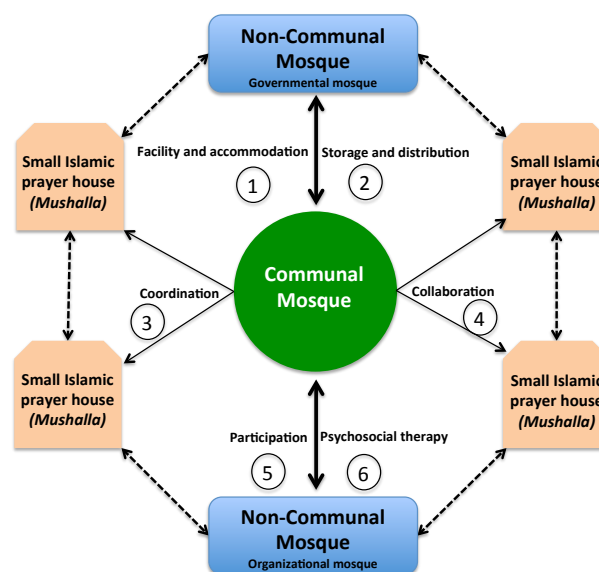 Non-Communal
Mosque
Governmental mosque
Facility and accommodation
Storage and distribution
1
2
Small Islamic
prayer house
(Mushalla)
Small Islamic
prayer house
(Mushalla)
Communal
Mosque
Coordination
3
Collaboration
4
Small Islamic
prayer house
(Mushalla)
Small Islamic
prayer house
(Mushalla)
Participation
Psychosocial therapy
5
6
Non-Communal
Mosque
Organizational mosque